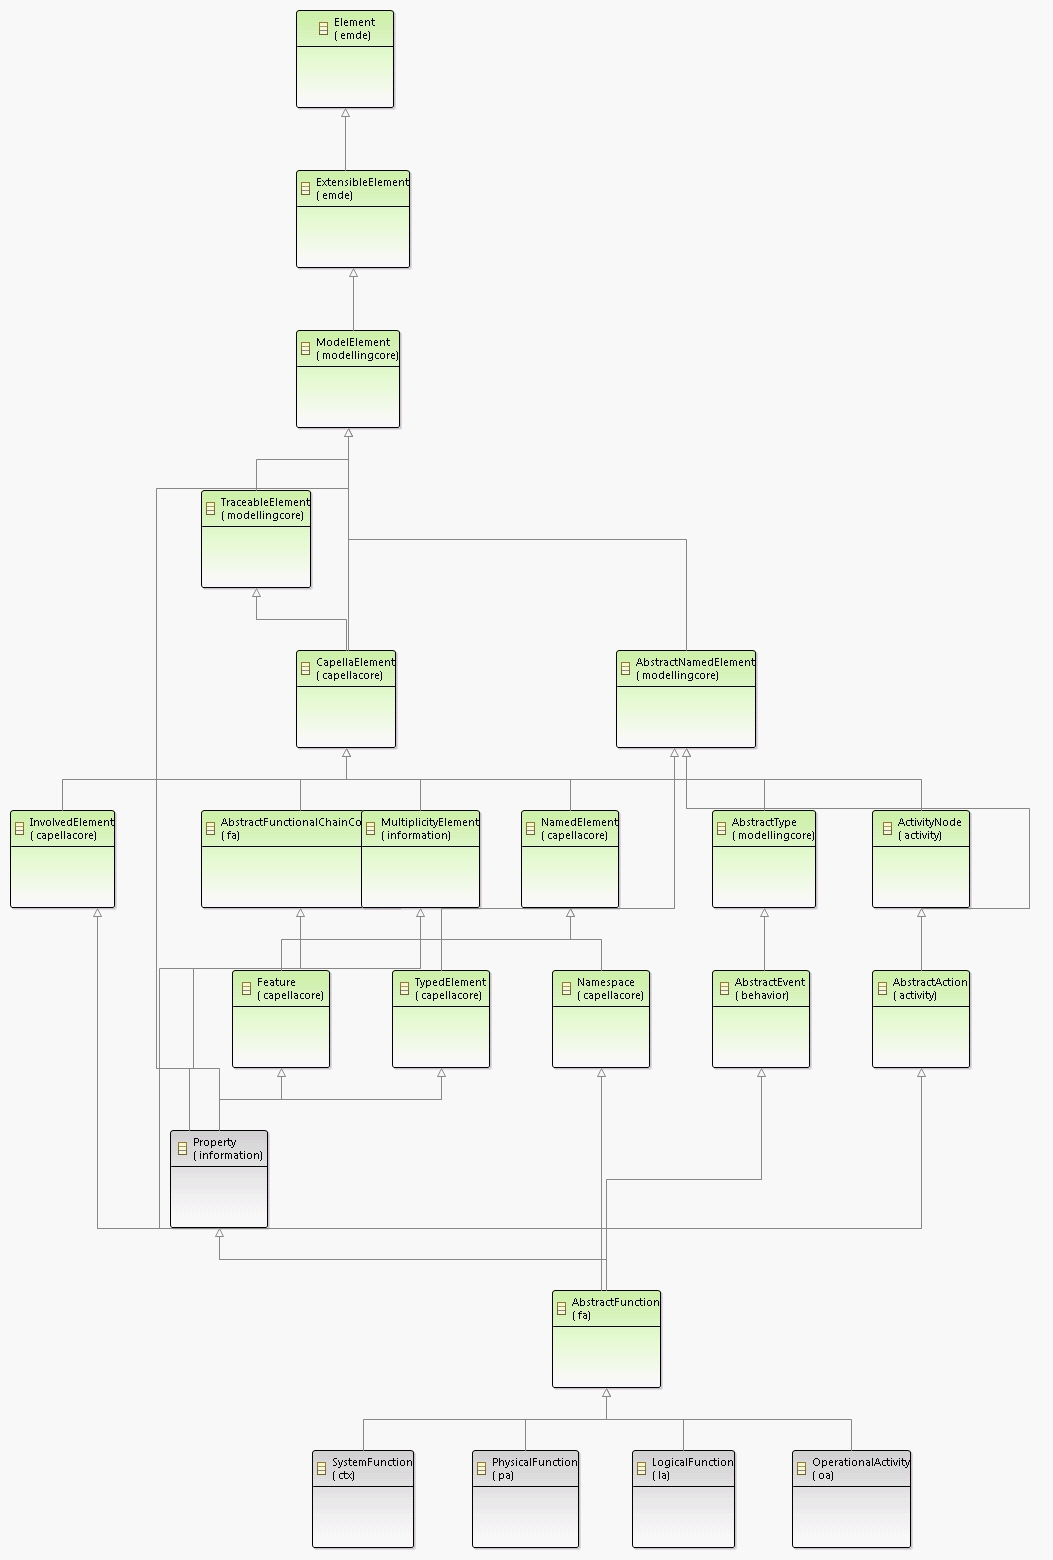 Element
( emde)
ExtensibleElement
( emde)
ModelElement
( modellingcore)
TraceableElement
( modellingcore)
CapellaElement
( capellacore)
AbstractNamedElement
( modellingcore)
InvolvedElement
( capellacore)
AbstractFunctionalChainCo
( fa)
MultiplicityElement
( information)
NamedElement
( capellacore)
AbstractType
( modellingcore)
ActivityNode
( activity)
Feature
( capellacore)
TypedElement
( capellacore)
Namespace
( capellacore)
AbstractEvent
( behavior)
AbstractAction
( activity)
Property
( information)
AbstractFunction
( fa)
SystemFunction
( ctx)
PhysicalFunction
( pa)
LogicalFunction
( la)
OperationalActivity
( oa)